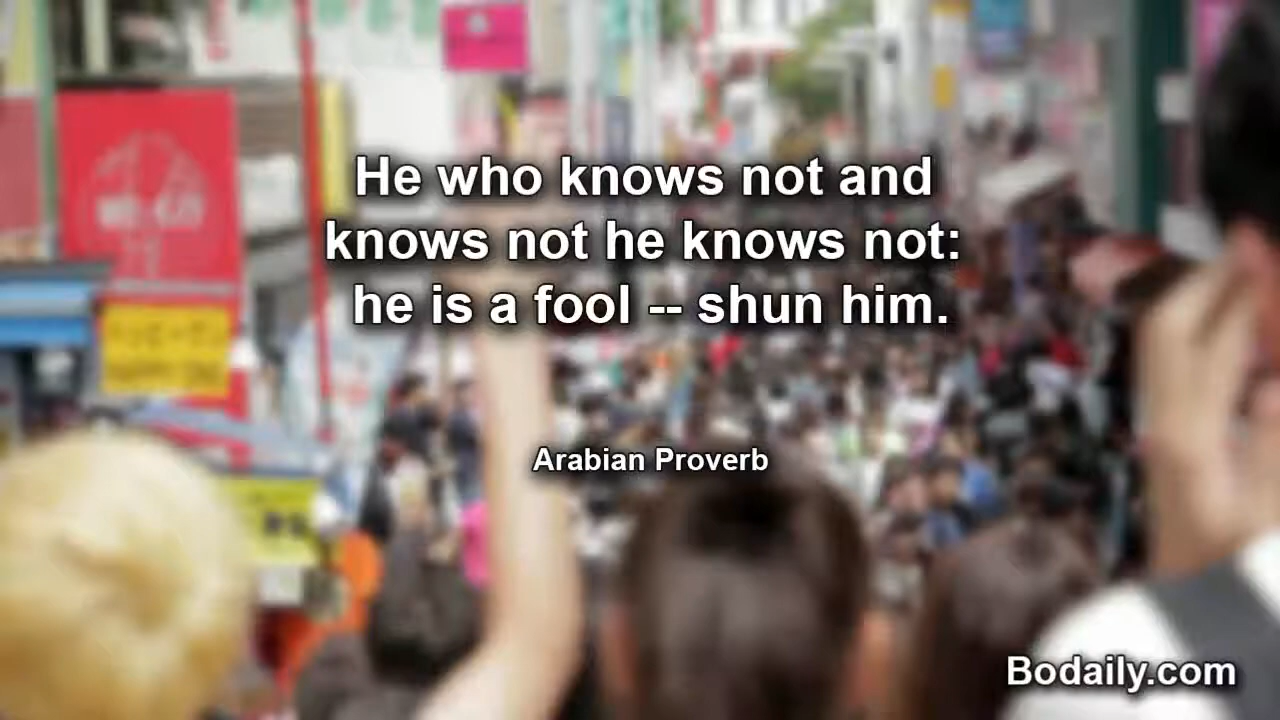 He who knows not and
knows not he knows not:
he is a fool -- shun him.
Arabian Proverb
Bodaily.com